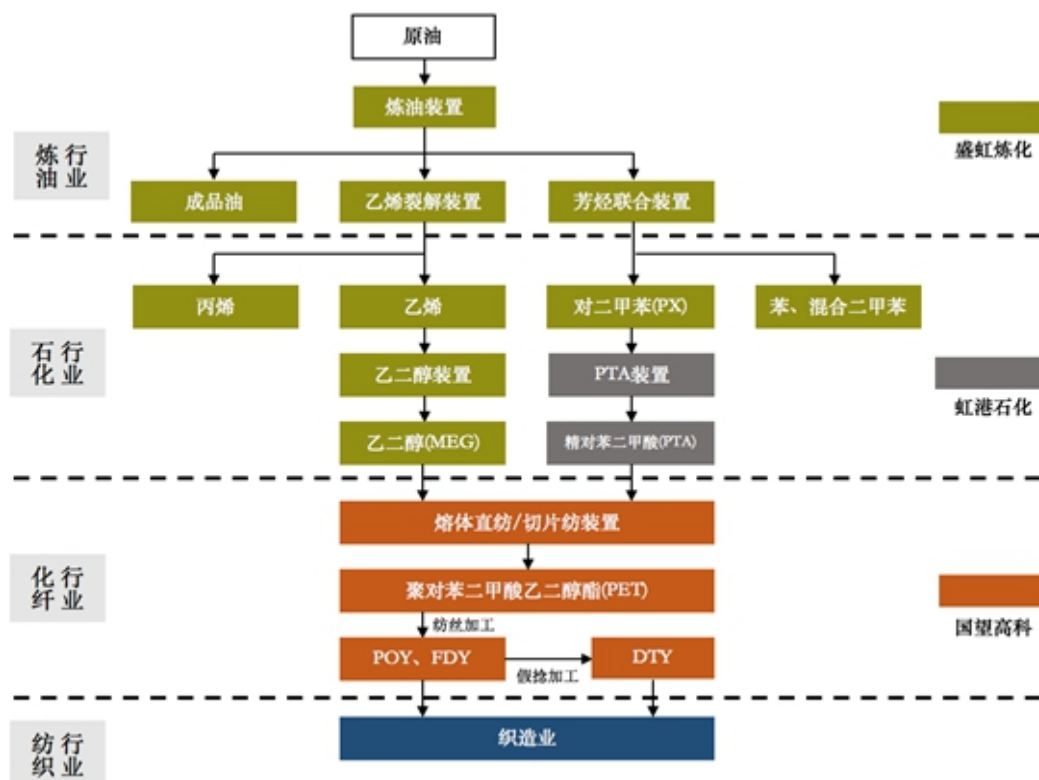 原油
炼油装置
炼 行
油 业
盛虹炼化
成品油
乙烯裂解装置
芳烃联合装置
丙烯
乙烯
对二甲苯(PX)
苯、混合二甲苯
石 行
化 业
乙二醇装置
PTA装置
虹港石化
乙二醇(MEG)
精对苯二甲酸(PTA)
熔体直纺/切片纺装置
化 行
纤 业
聚对苯二甲酸乙二醇酯(PET)
国望高科
纺丝加工
POY、FDY
假捻加工
DTY
纺 行
织 业
织造业